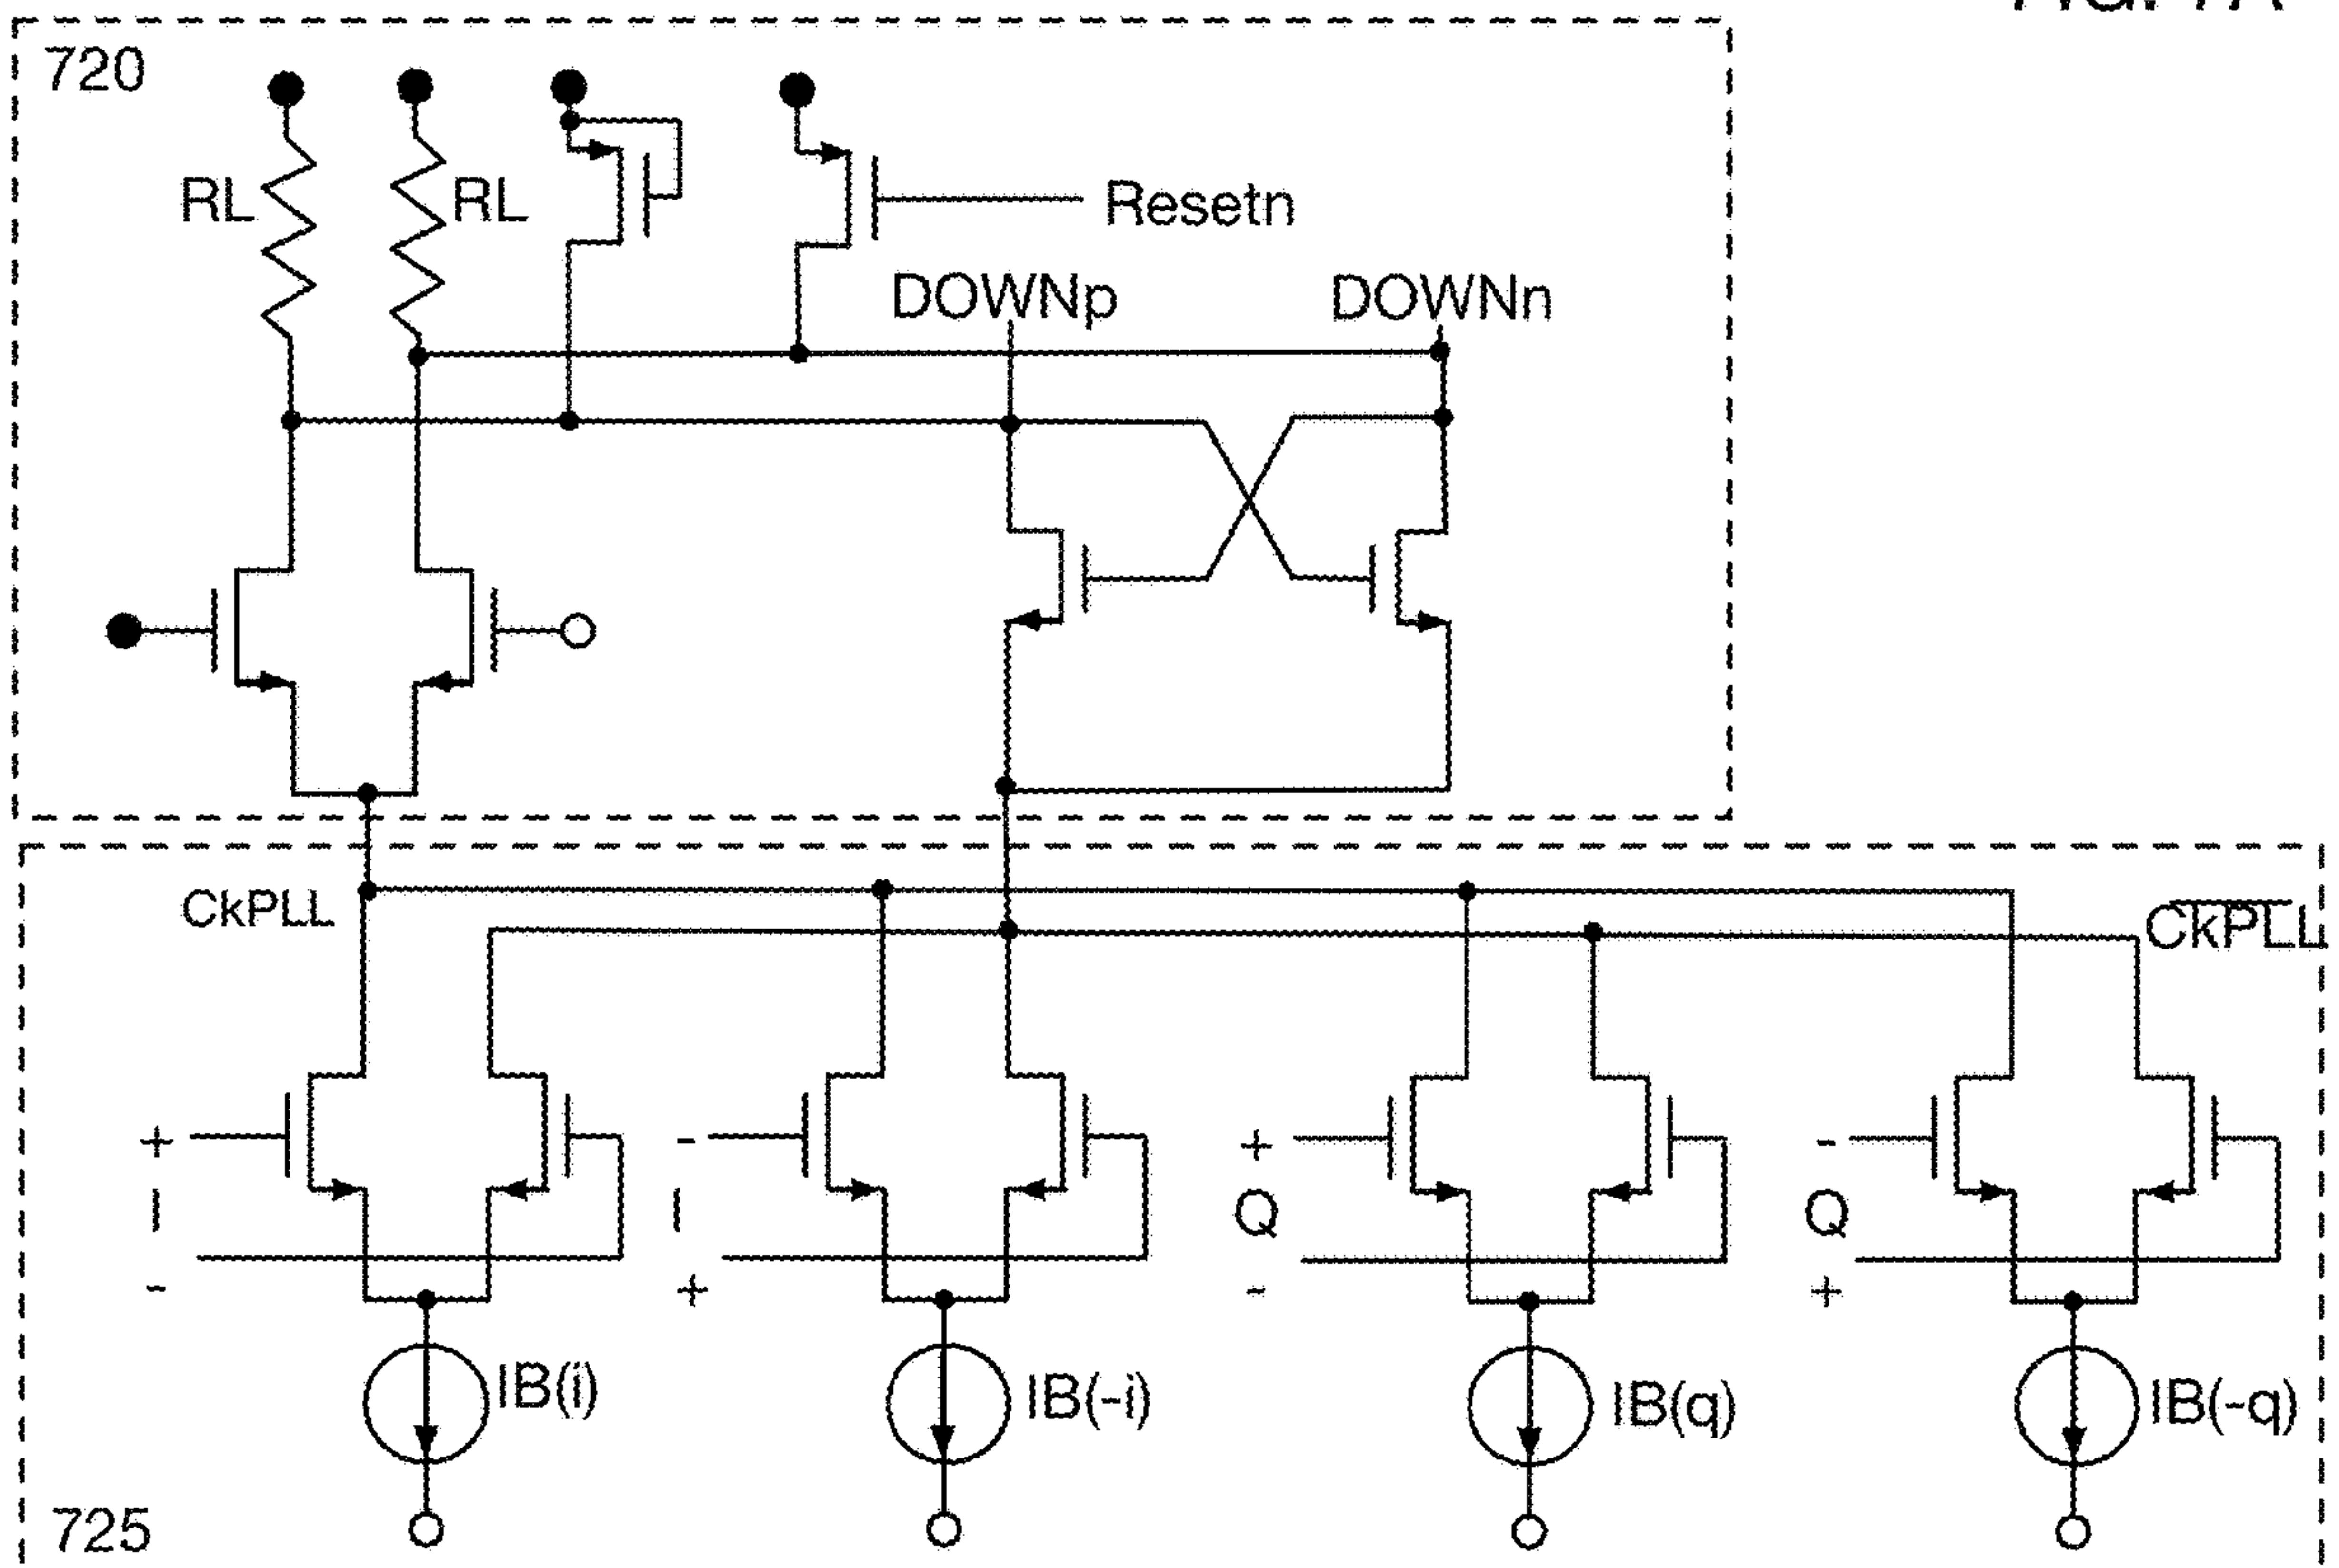 720
RL
RL
Resetn
DOWNp
DOWNn
CkPLL
CkPLL
+
I
-
-
I
+
+
Q
-
-
Q
+
IB(i)
IB(-i)
IB(q)
IB(-q)
725